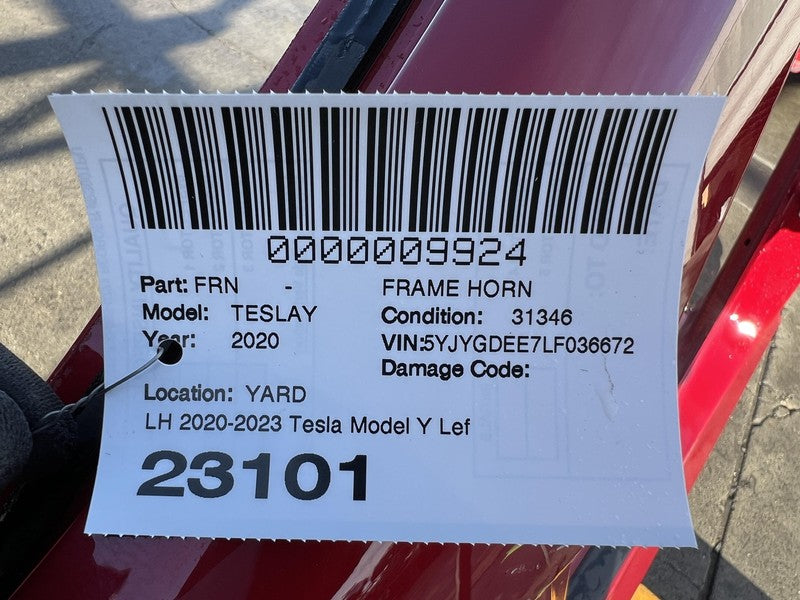 0000009924
Part: FRN - FRAME HORN
Model: TESLAY Condition: 31346
Year: 2020 VIN:5YJYGDEE7LF036672
Damage Code:
Location: YARD
LH 2020-2023 Tesla Model Y Lef
23101